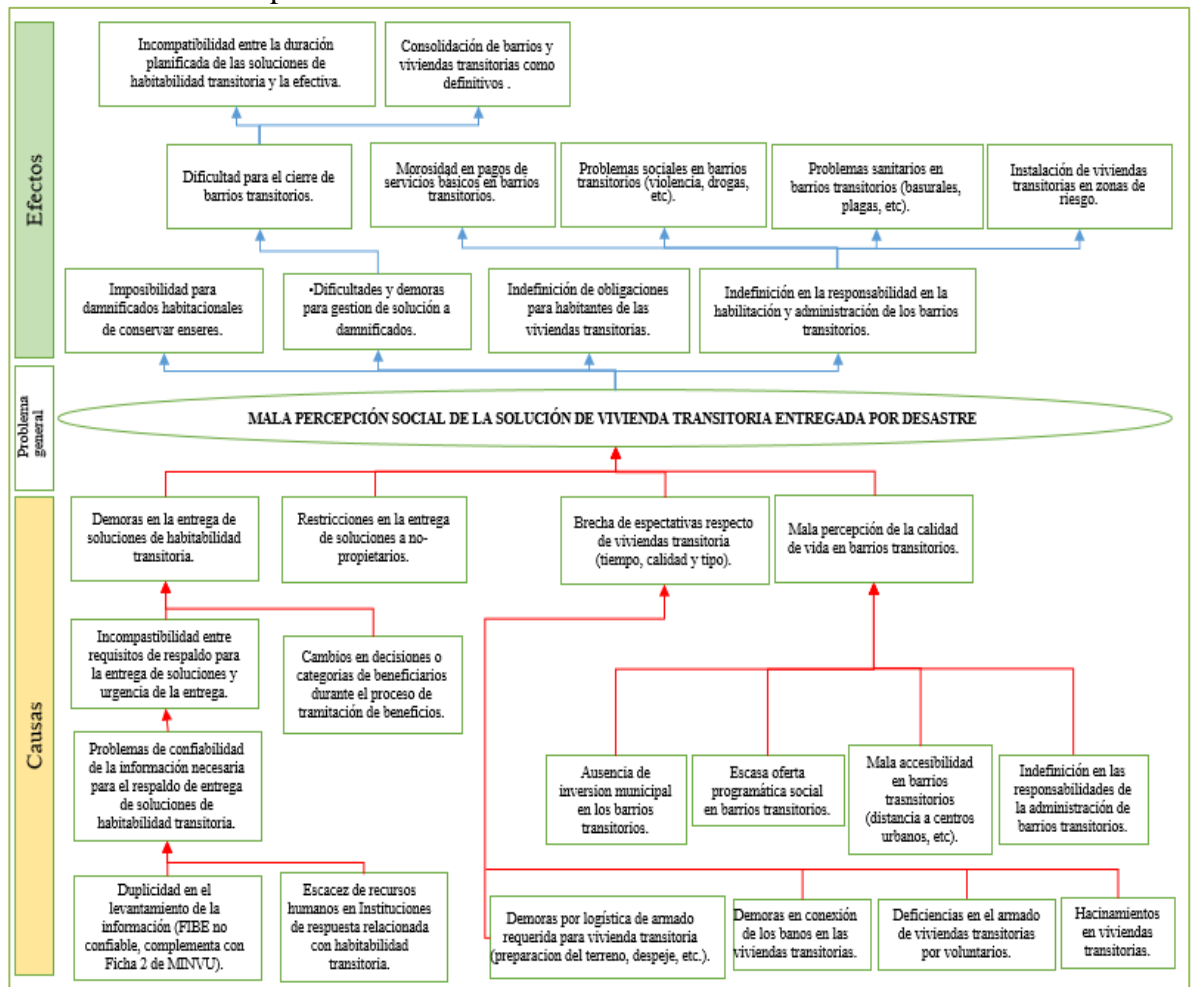 Efectos
Incompatibilidad entre la duración
planificada de las soluciones de
habitabilidad transitoria y la efectiva.
Consolidación de barrios y
viviendas transitorias como
definitivos .
Dificultad para el cierre de
barrios transitorios.
Morosidad en pagos de
servicios basicos en barrios
transitorios.
Problemas sociales en barrios
transitorios (violencia, drogas,
etc).
Problemas sanitarios en
barrios transitorios (basurales,
plagas, etc).
Instalación de viviendas
transitorias en zonas de
riesgo.
Imposibilidad para
damnificados habitacionales
de conservar enseres.
•Dificultades y demoras
para gestion de solución a
damnificados.
Indefinición de obligaciones
para habitantes de las
viviendas transitorias.
Indefinición en la responsabilidad en la
habilitación y administración de los barrios
transitorios.
Problema
general
MALA PERCEPCIÓN SOCIAL DE LA SOLUCIÓN DE VIVIENDA TRANSITORIA ENTREGADA POR DESASTRE
Causas
Demoras en la entrega de
soluciones de habitabilidad
transitoria.
Restricciones en la entrega
de soluciones a no-
propietarios.
Brecha de espectativas respecto
de viviendas transitoria
(tiempo, calidad y tipo).
Mala percepción de la calidad
de vida en barrios transitorios.
Incompastibilidad entre
requisitos de respaldo para
la entrega de soluciones y
urgencia de la entrega.
Cambios en decisiones o
categorias de beneficiarios
durante el proceso de
tramitación de beneficios.
Problemas de confiabilidad
de la información necesaria
para el respaldo de entrega
de soluciones de
habitabilidad transitoria.
Ausencia de
inversion municipal
en los barrios
transitorios.
Escasa oferta
programática social
en barrios transitorios.
Mala accesibilidad
en barrios
trasnsitorios
(distancia a centros
urbanos, etc).
Indefinición en las
responsabilidades de
la administración de
barrios transitorios.
Duplicidad en el
levantamiento de la
información (FIBE no
confiable, complementa con
Ficha 2 de MINVU).
Escacez de recursos
humanos en Instituciones
de respuesta relacionada
con habitabilidad
transitoria.
Demoras por logística de armado
requerida para vivienda transitoria
(preparacion del terreno, despeje, etc.).
Demoras en conexión
de los banos en las
viviendas transitorias.
Deficiencias en el armado
de viviendas transitorias
por voluntarios.
Hacinamientos
en viviendas
transitorias.